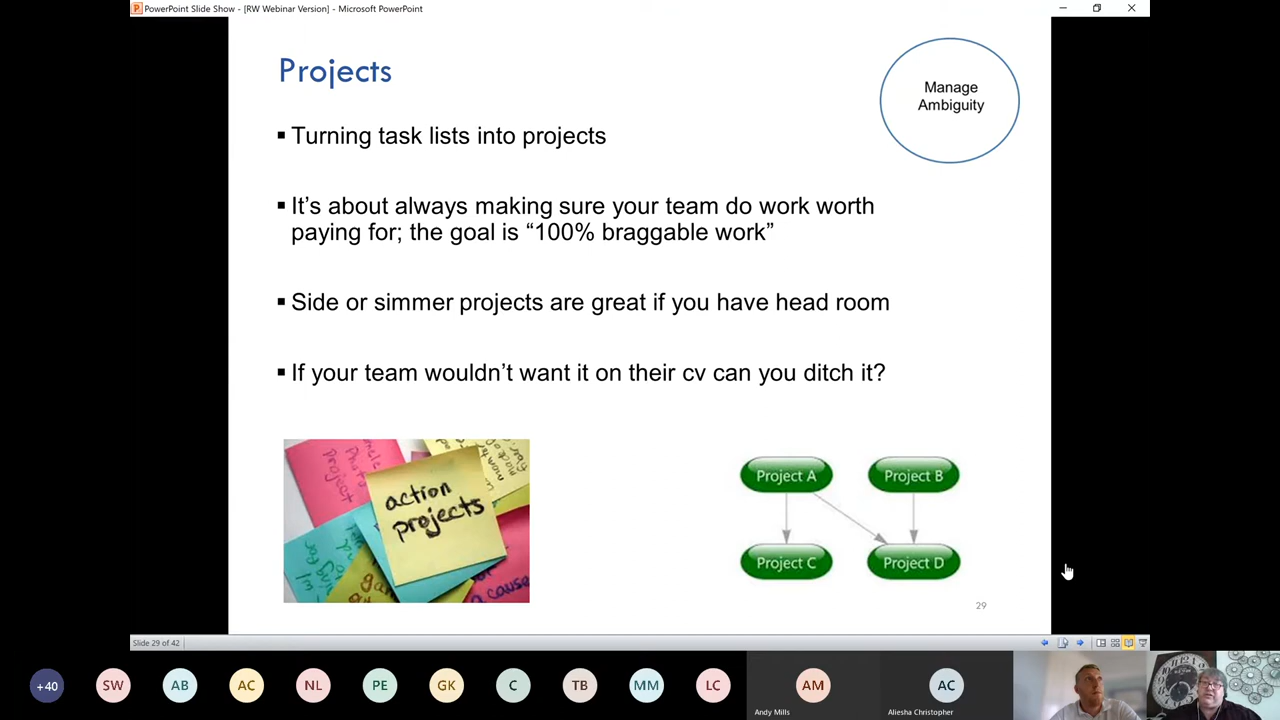 PowerPoint Slide Show - [RW Webinar Version] - Microsoft PowerPoint
Projects
Manage
Ambiguity
▪ Turning task lists into projects
▪ It’s about always making sure your team do work worth
paying for; the goal is “100% braggable work”
▪ Side or simmer projects are great if you have head room
▪ If your team wouldn’t want it on their cv can you ditch it?
Project
action
projects
a cause
Project A
Project B
Project C
Project D
29
Slide 29 of 42
+40
SW
AB
AC
NL
PE
GK
C
TB
MM
LC
AM
AC
Andy Mills
Aliesha Christopher